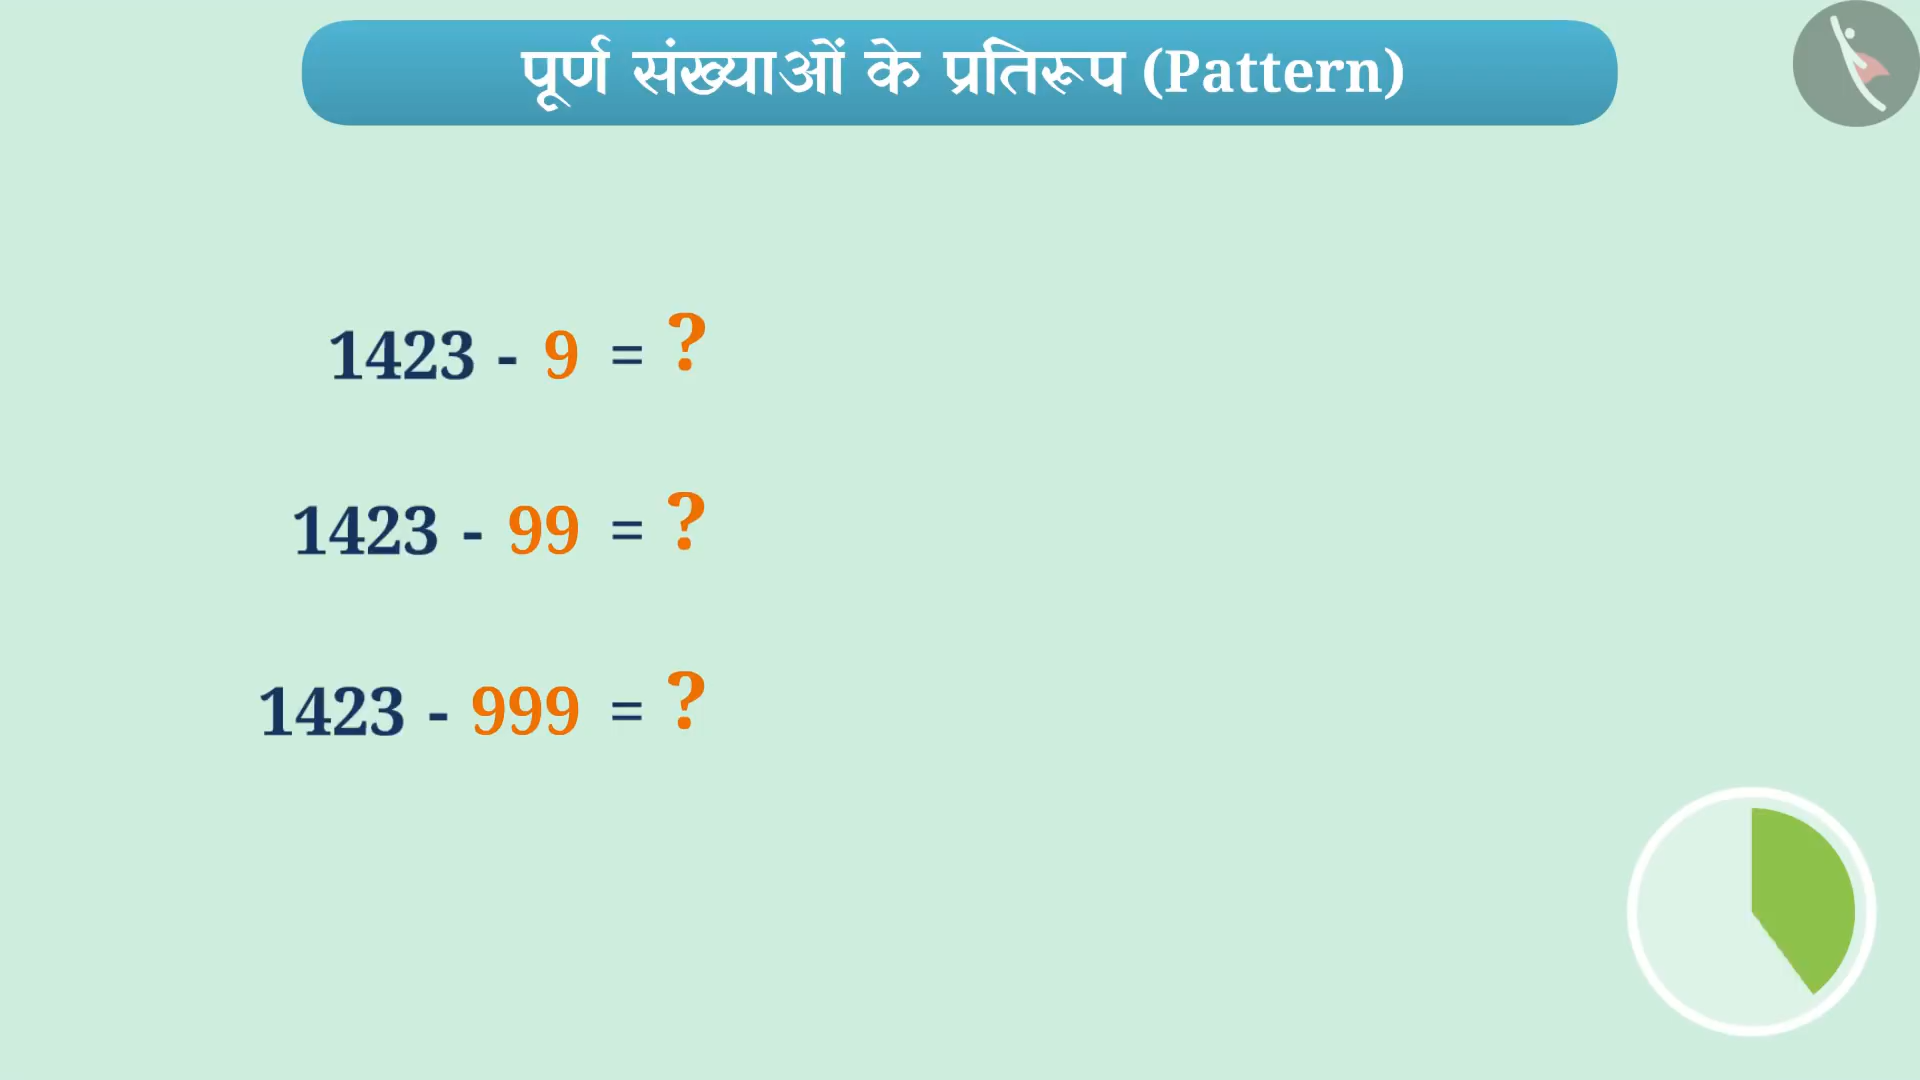 पूर्ण संख्याओं के प्रतिरूप (Pattern)
1423 - 9 = ?
1423 - 99 = ?
1423 - 999 = ?